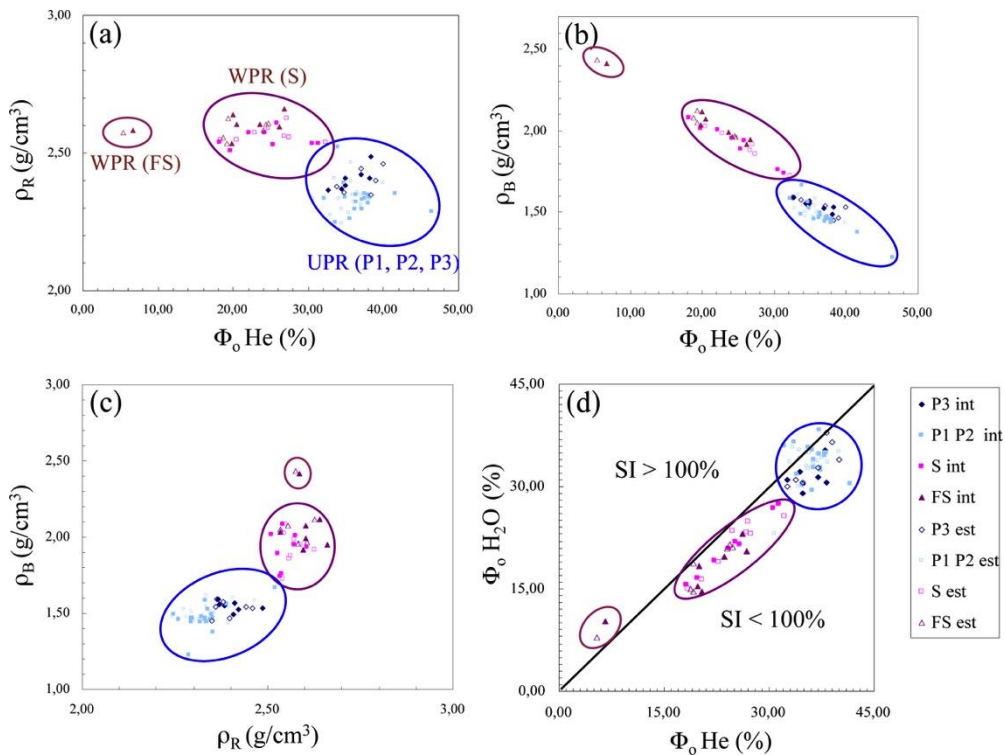 (a)
3,00
2,50
2,00
ρR (g/cm³)
WPR (S)
WPR (FS)
UPR (P1, P2, P3)
0,00 10,00 20,00 30,00 40,00 50,00
Φo He (%)
(b)
2,50
2,00
1,50
1,00
ρB (g/cm³)
0,00 10,00 20,00 30,00 40,00 50,00
Φo He (%)
(c)
3,00
2,50
2,00
1,50
1,00
ρB (g/cm³)
2,00 2,50 3,00
ρR (g/cm³)
(d)
45,00
30,00
15,00
0,00
Φo H2O (%)
SI > 100%
SI < 100%
0,00 15,00 30,00 45,00
Φo He (%)
P3 int
P1 P2 int
S int
FS int
P3 est
P1 P2 est
S est
FS est